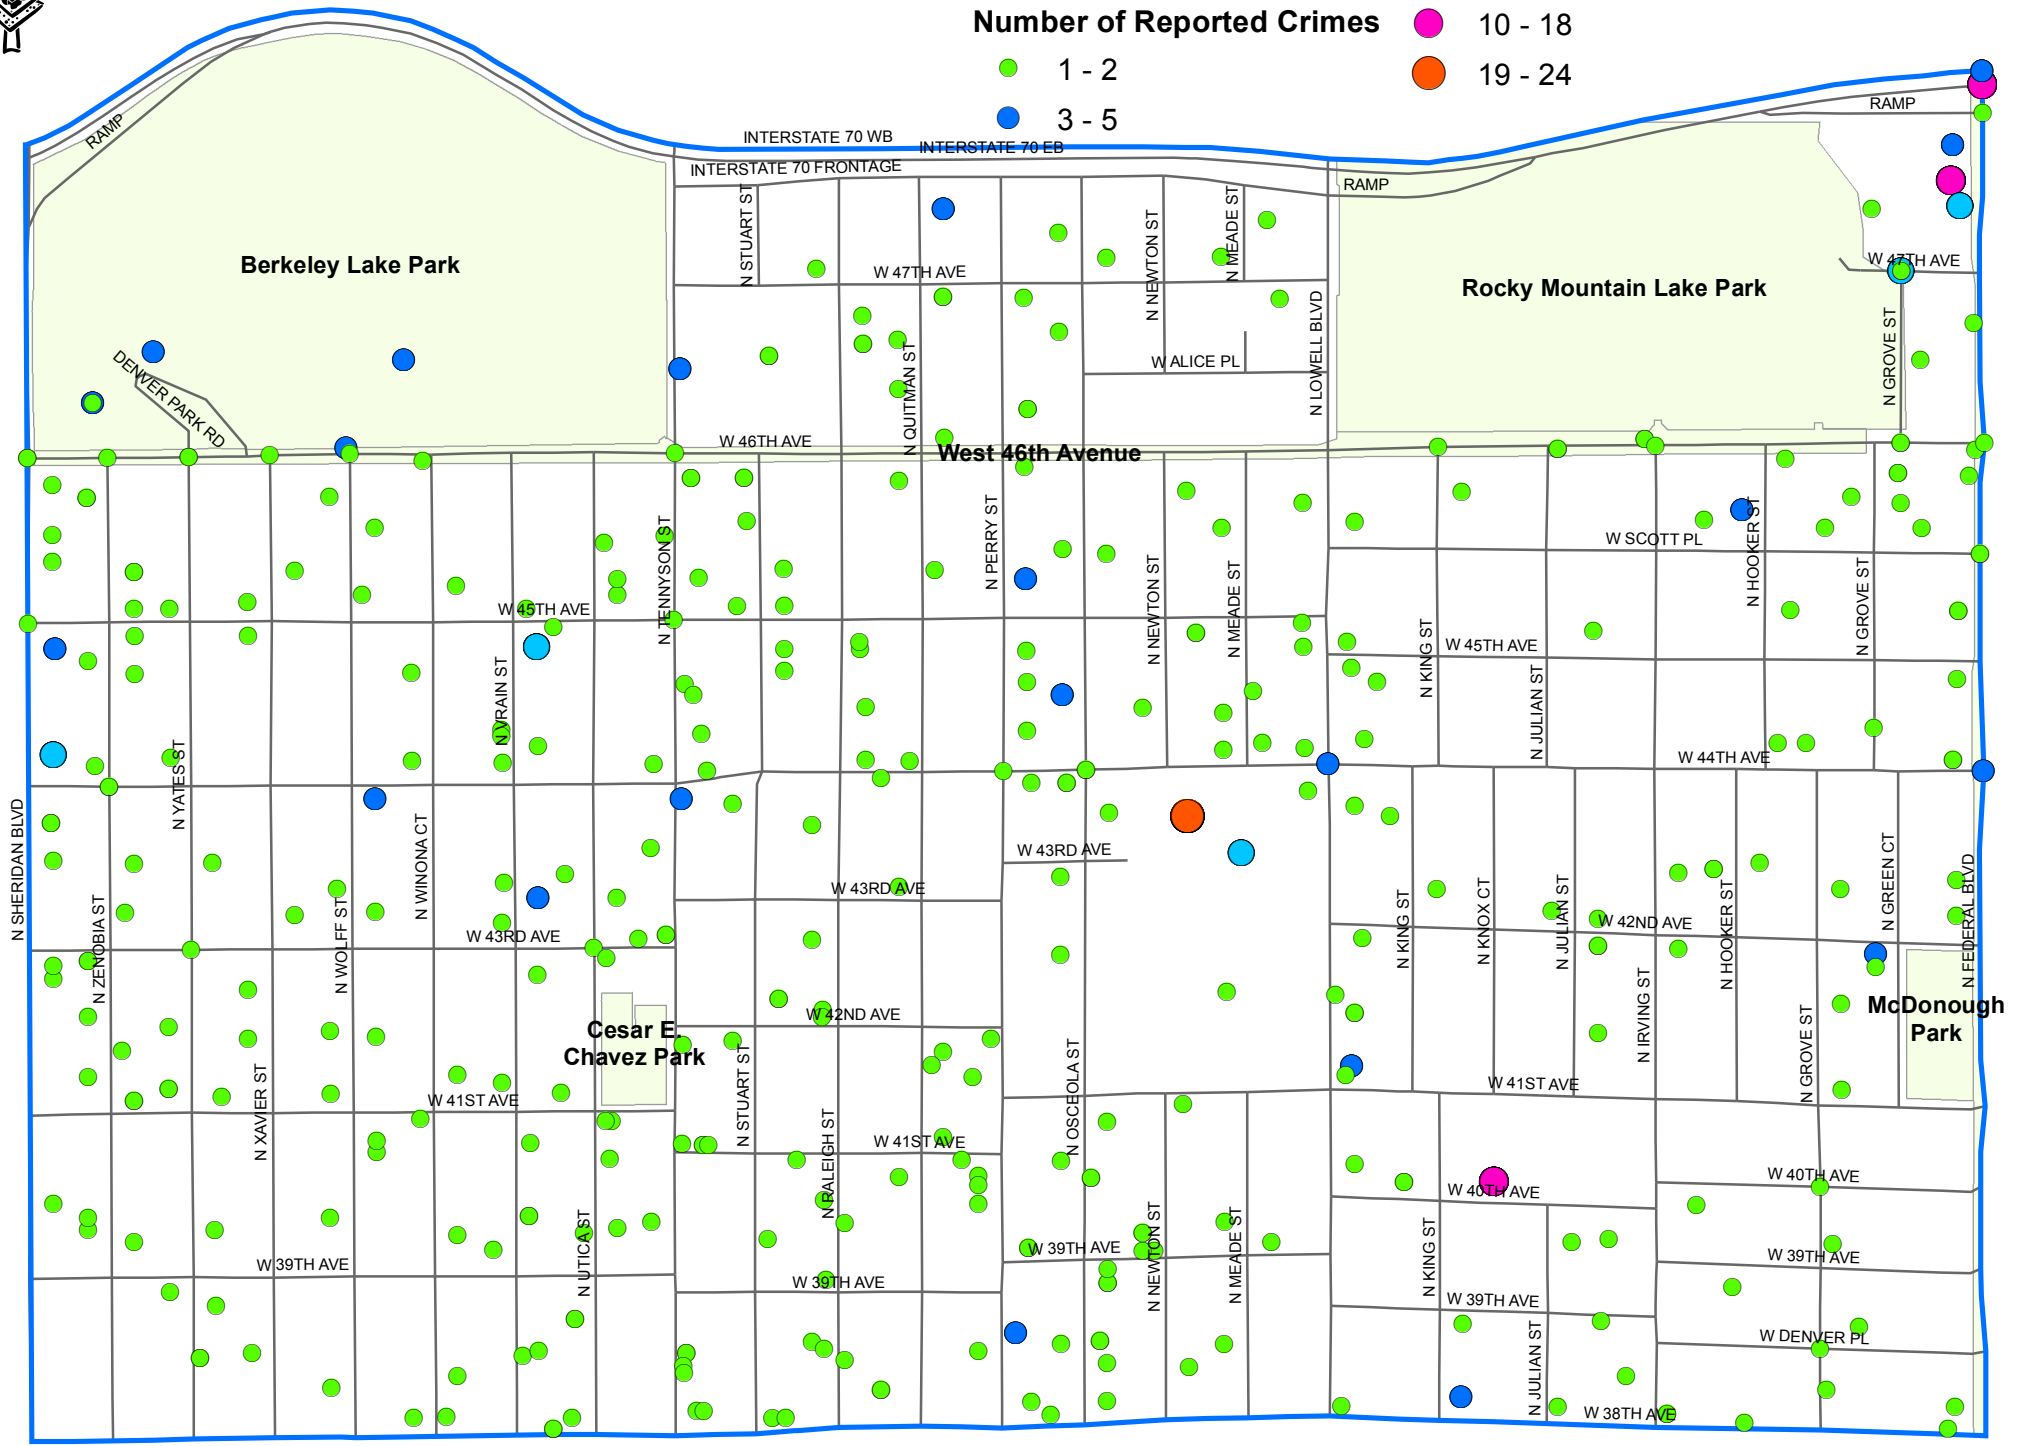 Number of Reported Crimes
10 - 18
1 - 2
19 - 24
3 - 5
RAMP
RAMP
INTERSTATE 70 WB
INTERSTATE 70 EB
INTERSTATE 70 FRONTAGE
RAMP
N STUART ST
N NEWTON ST
N MEADE ST
Berkeley Lake Park
W 47TH AVE
W 47TH AVE
Rocky Mountain Lake Park
N LOWELL BLVD
N GROVE ST
DENVER PARK RD
N QUITMAN ST
W ALICE PL
W 46TH AVE
West 46th Avenue
N TENNYSON ST
N PERRY ST
N NEWTON ST
N MEADE ST
W SCOTT PL
N HOOKER ST
N GROVE ST
W 45TH AVE
N VRAIN ST
N KING ST
W 45TH AVE
N JULIAN ST
N YATES ST
W 44TH AVE
N SHERIDAN BLVD
N WINONA CT
W 43RD AVE
W 43RD AVE
N ZENOBIA ST
N WOLFF ST
W 43RD AVE
N KING ST
N KNOX CT
N JULIAN ST
W 42ND AVE
N HOOKER ST
N GREEN CT
N FEDERAL BLVD
N IRVING ST
McDonough
Park
Cesar E.
Chavez Park
W 42ND AVE
N GROVE ST
N XAVIER ST
W 41ST AVE
N STUART ST
N OSCEOLA ST
W 41ST AVE
N RALEIGH ST
W 41ST AVE
W 40TH AVE
W 40TH AVE
N UTICA ST
W 39TH AVE
N NEWTON ST
N MEADE ST
N KING ST
W 39TH AVE
W 39TH AVE
W 39TH AVE
W 39TH AVE
N JULIAN ST
W DENVER PL
W 38TH AVE